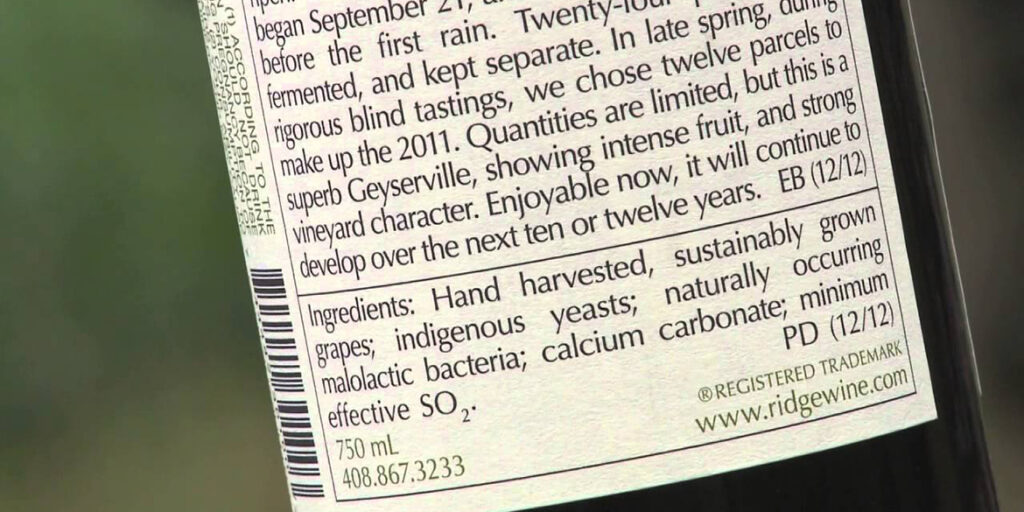 began September 21,
before the first rain. Twenty-four
fermented, and kept separate. In late spring, during
rigorous blind tastings, we chose twelve parcels to
make up the 2011. Quantities are limited, but this is a
superb Geyserville, showing intense fruit, and strong
vineyard character. Enjoyable now, it will continue to
develop over the next ten or twelve years. EB (12/12)
Ingredients: Hand harvested, sustainably grown
grapes; indigenous yeasts; naturally occurring
malolactic bacteria; calcium carbonate; minimum
effective SO₂. PD (12/12)
750 mL
408.867.3233
®REGISTERED TRADEMARK
www.ridgewine.com
ACCORDING TO THE